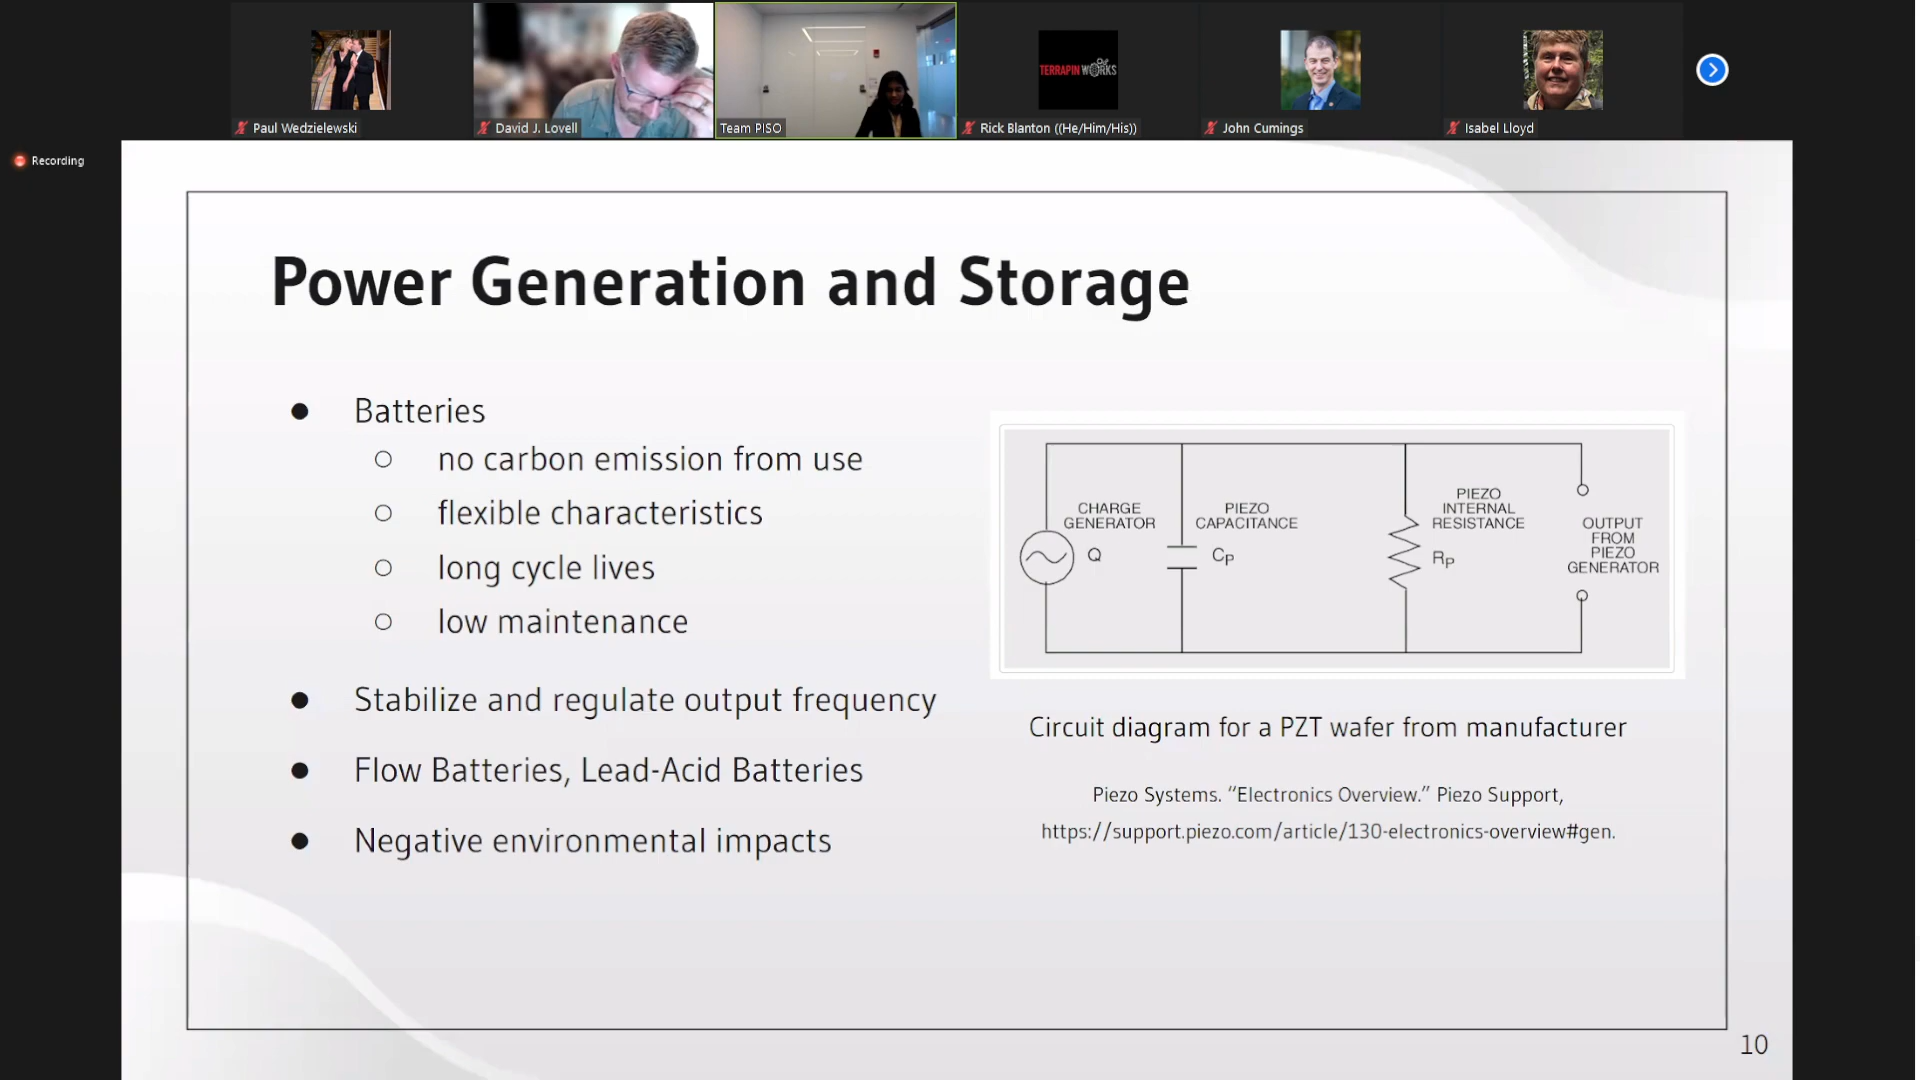 TERRAPIN WORKS
Paul Wedzielewski
David J. Lovell
Team PISO
Rick Blanton ((He/Him/His))
John Cumings
Isabel Lloyd
Recording
Power Generation and Storage
● Batteries
○ no carbon emission from use
○ flexible characteristics
○ long cycle lives
○ low maintenance
● Stabilize and regulate output frequency
● Flow Batteries, Lead-Acid Batteries
● Negative environmental impacts
CHARGE
GENERATOR
Q
PIEZO
CAPACITANCE
CP
PIEZO
INTERNAL
RESISTANCE
RP
OUTPUT
FROM
PIEZO
GENERATOR
Circuit diagram for a PZT wafer from manufacturer
Piezo Systems. “Electronics Overview.” Piezo Support,
https://support.piezo.com/article/130-electronics-overview#gen.
10